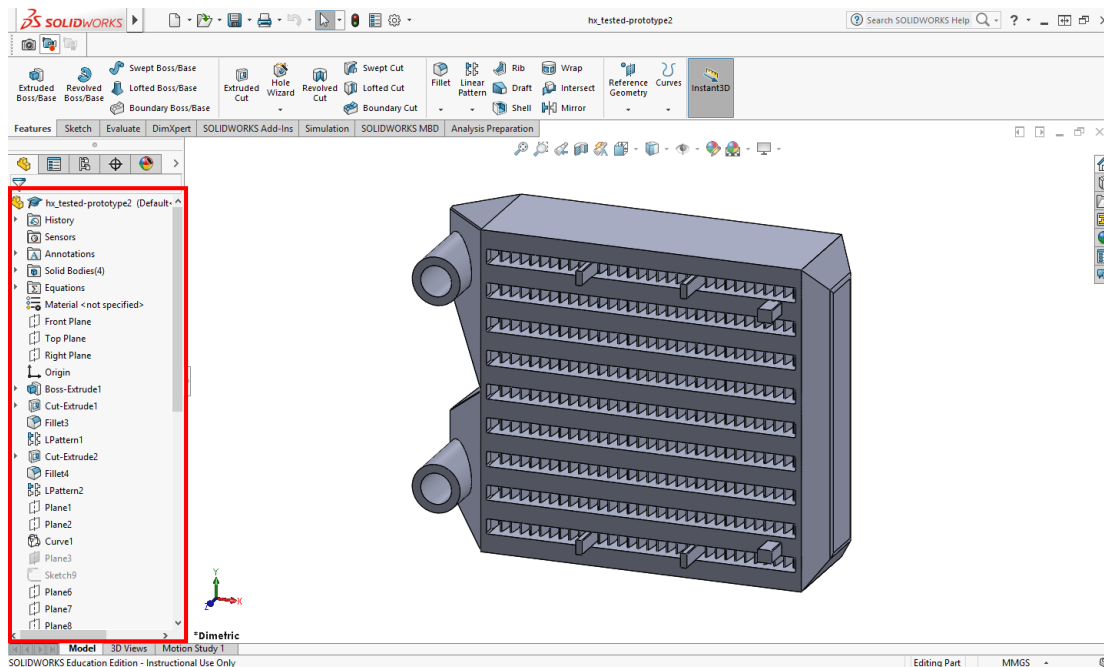 SOLIDWORKS
hx_tested-prototype2
Search SOLIDWORKS Help
Extruded Boss/Base
Revolved Boss/Base
Swept Boss/Base
Lofted Boss/Base
Boundary Boss/Base
Extruded Cut
Hole Wizard
Revolved Cut
Swept Cut
Lofted Cut
Boundary Cut
Fillet
Linear Pattern
Rib
Draft
Shell
Wrap
Intersect
Mirror
Reference Geometry
Curves
Instant3D
Features Sketch Evaluate DimXpert SOLIDWORKS Add-Ins Simulation SOLIDWORKS MBD Analysis Preparation
hx_tested-prototype2 (Default<
History
Sensors
Annotations
Solid Bodies(4)
Equations
Material <not specified>
Front Plane
Top Plane
Right Plane
Origin
Boss-Extrude1
Cut-Extrude1
Fillet3
LPattern1
Cut-Extrude2
Fillet4
LPattern2
Plane1
Plane2
Curve1
Plane3
Sketch9
Plane6
Plane7
Plane8
Y
X
Z
*Dimetric
Model 3D Views Motion Study 1
SOLIDWORKS Education Edition - Instructional Use Only
Editing Part
MMGS